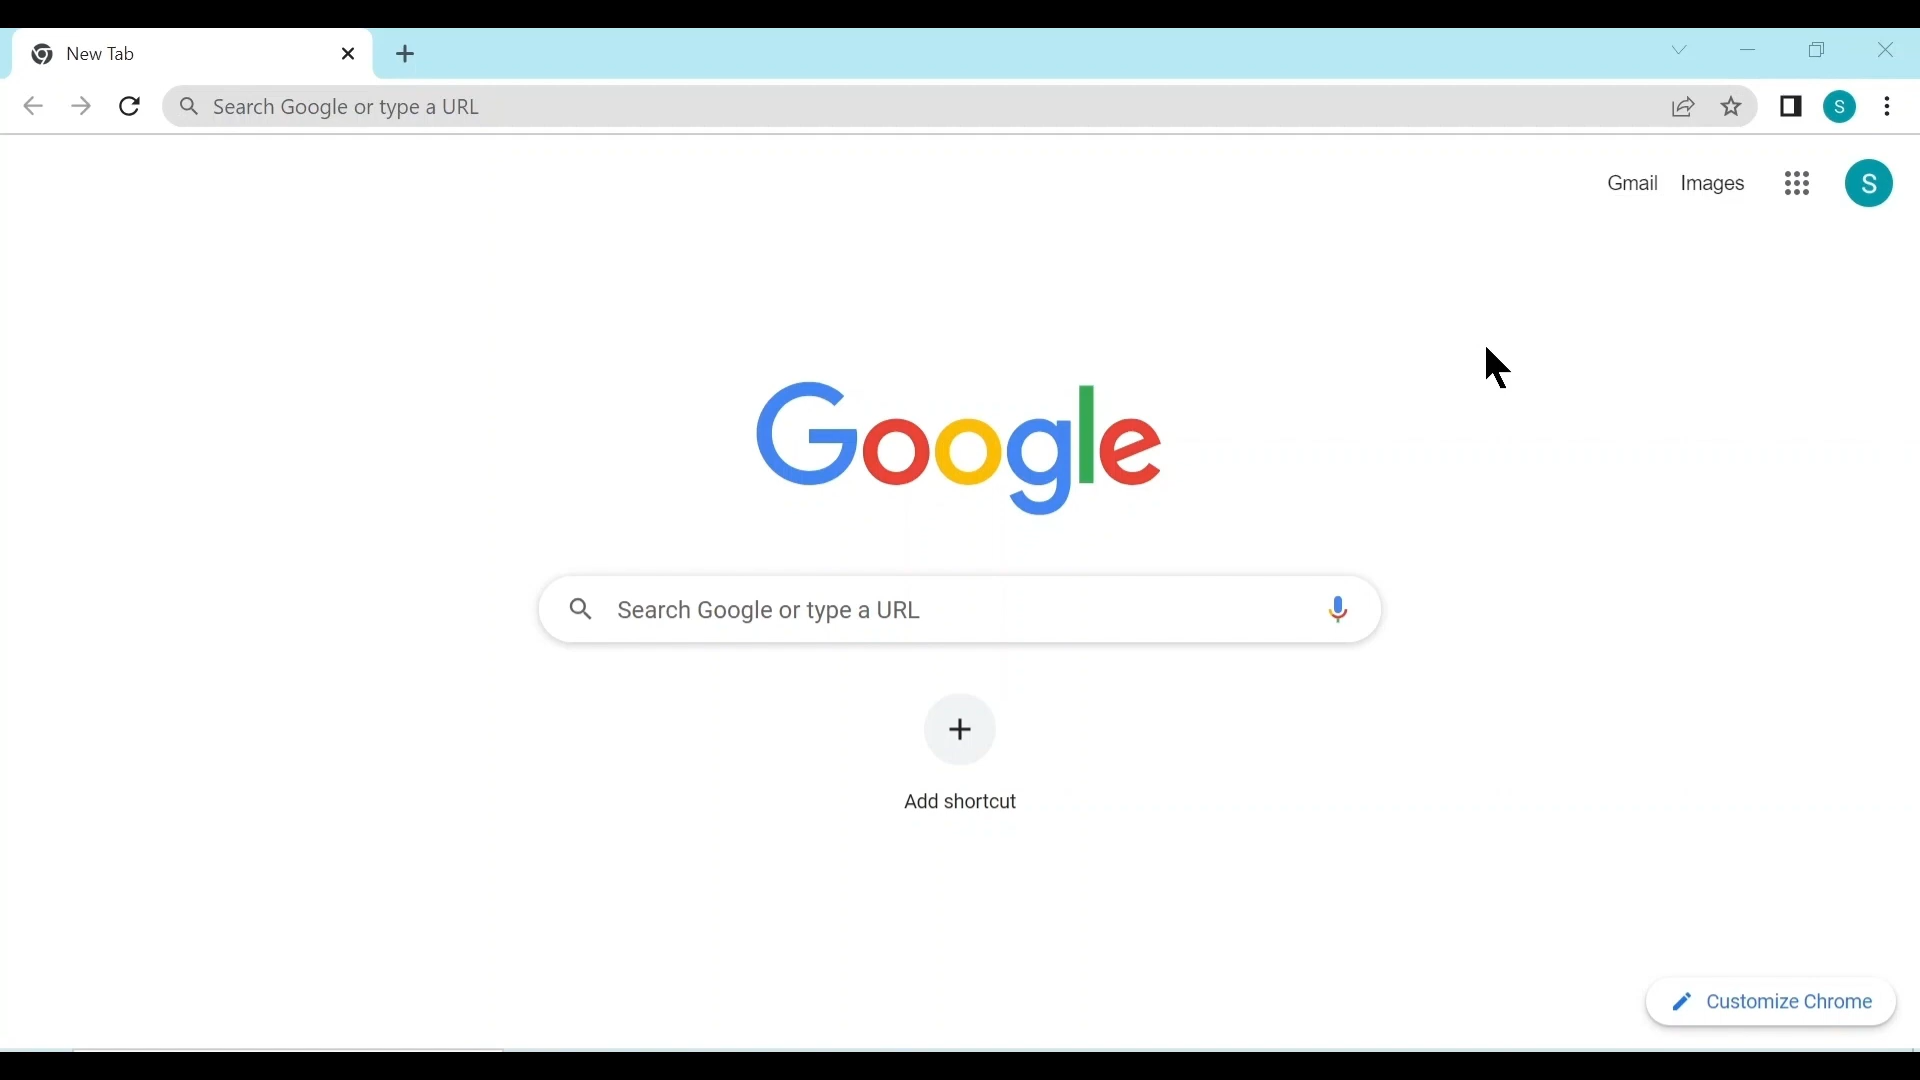 New Tab
Search Google or type a URL
S
Gmail Images S
Google
Search Google or type a URL
Add shortcut
Customize Chrome